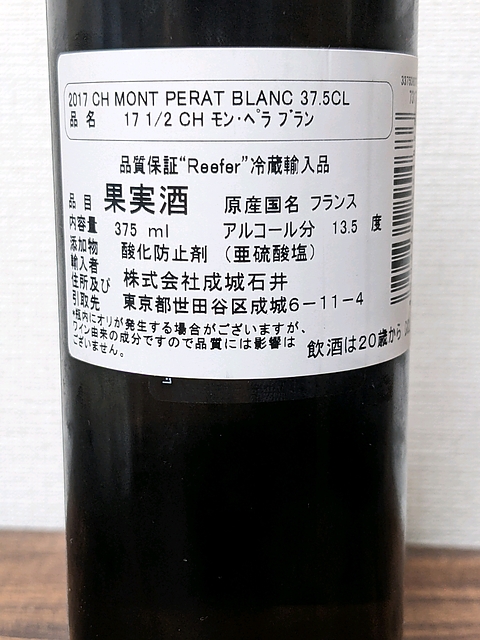 2017 CH MONT PERAT BLANC 37.5CL
品 名 17 1/2 CH モン・ペラ ブラン
品質保証“Reefer”冷蔵輸入品
品目 果実酒 原産国名 フランス
内容量 375 ml アルコール分 13.5 度
添加物 酸化防止剤 (亜硫酸塩)
輸入者
住所及び 株式会社成城石井
引取先 東京都世田谷区成城6-11-4
*瓶内にオリが発生する場合がございますが、
ワイン由来の成分ですので品質には影響は
ございません。
飲酒は20歳から